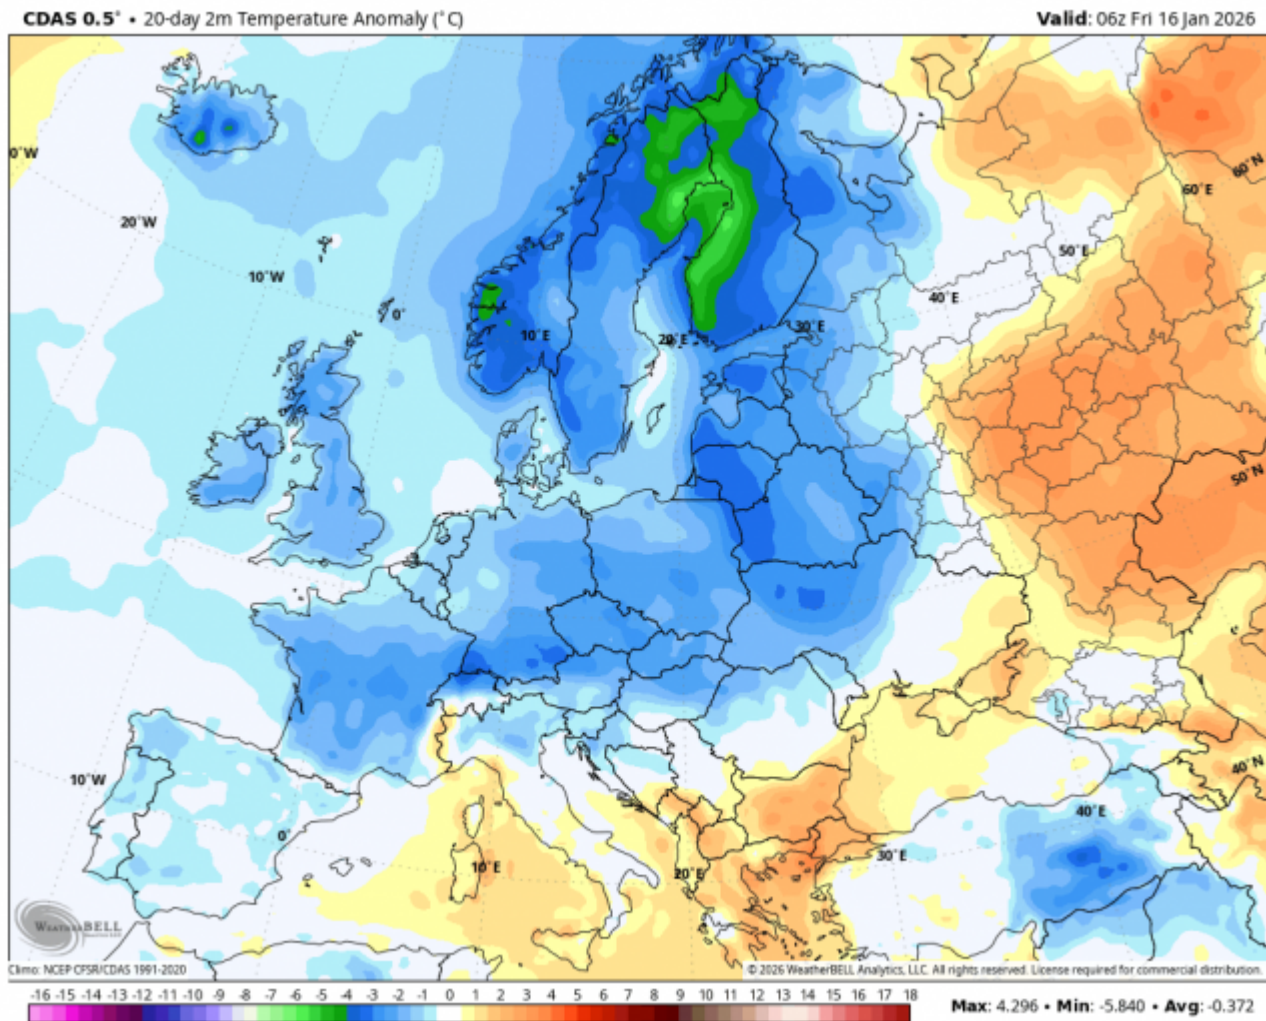 CDAS 0.5° • 20-day 2m Temperature Anomaly (°C)
Valid: 06z Fri 16 Jan 2026
0°W
60°N
60°E
20°W
50°E
10°W
40°E
0°
30°E
10°E
20°E
50°N
40°N
10°W
40°E
0°
30°E
10°E
20°E
WEATHERBELL
Climo: NCEP CFSR/CDAS 1991-2020
© 2026 WeatherBELL Analytics, LLC. All rights reserved. License required for commercial distribution.
-16 -15 -14 -13 -12 -11 -10 -9 -8 -7 -6 -5 -4 -3 -2 -1 0 1 2 3 4 5 6 7 8 9 10 11 12 13 14 15 16 17 18
Max: 4.296 • Min: -5.840 • Avg: -0.372